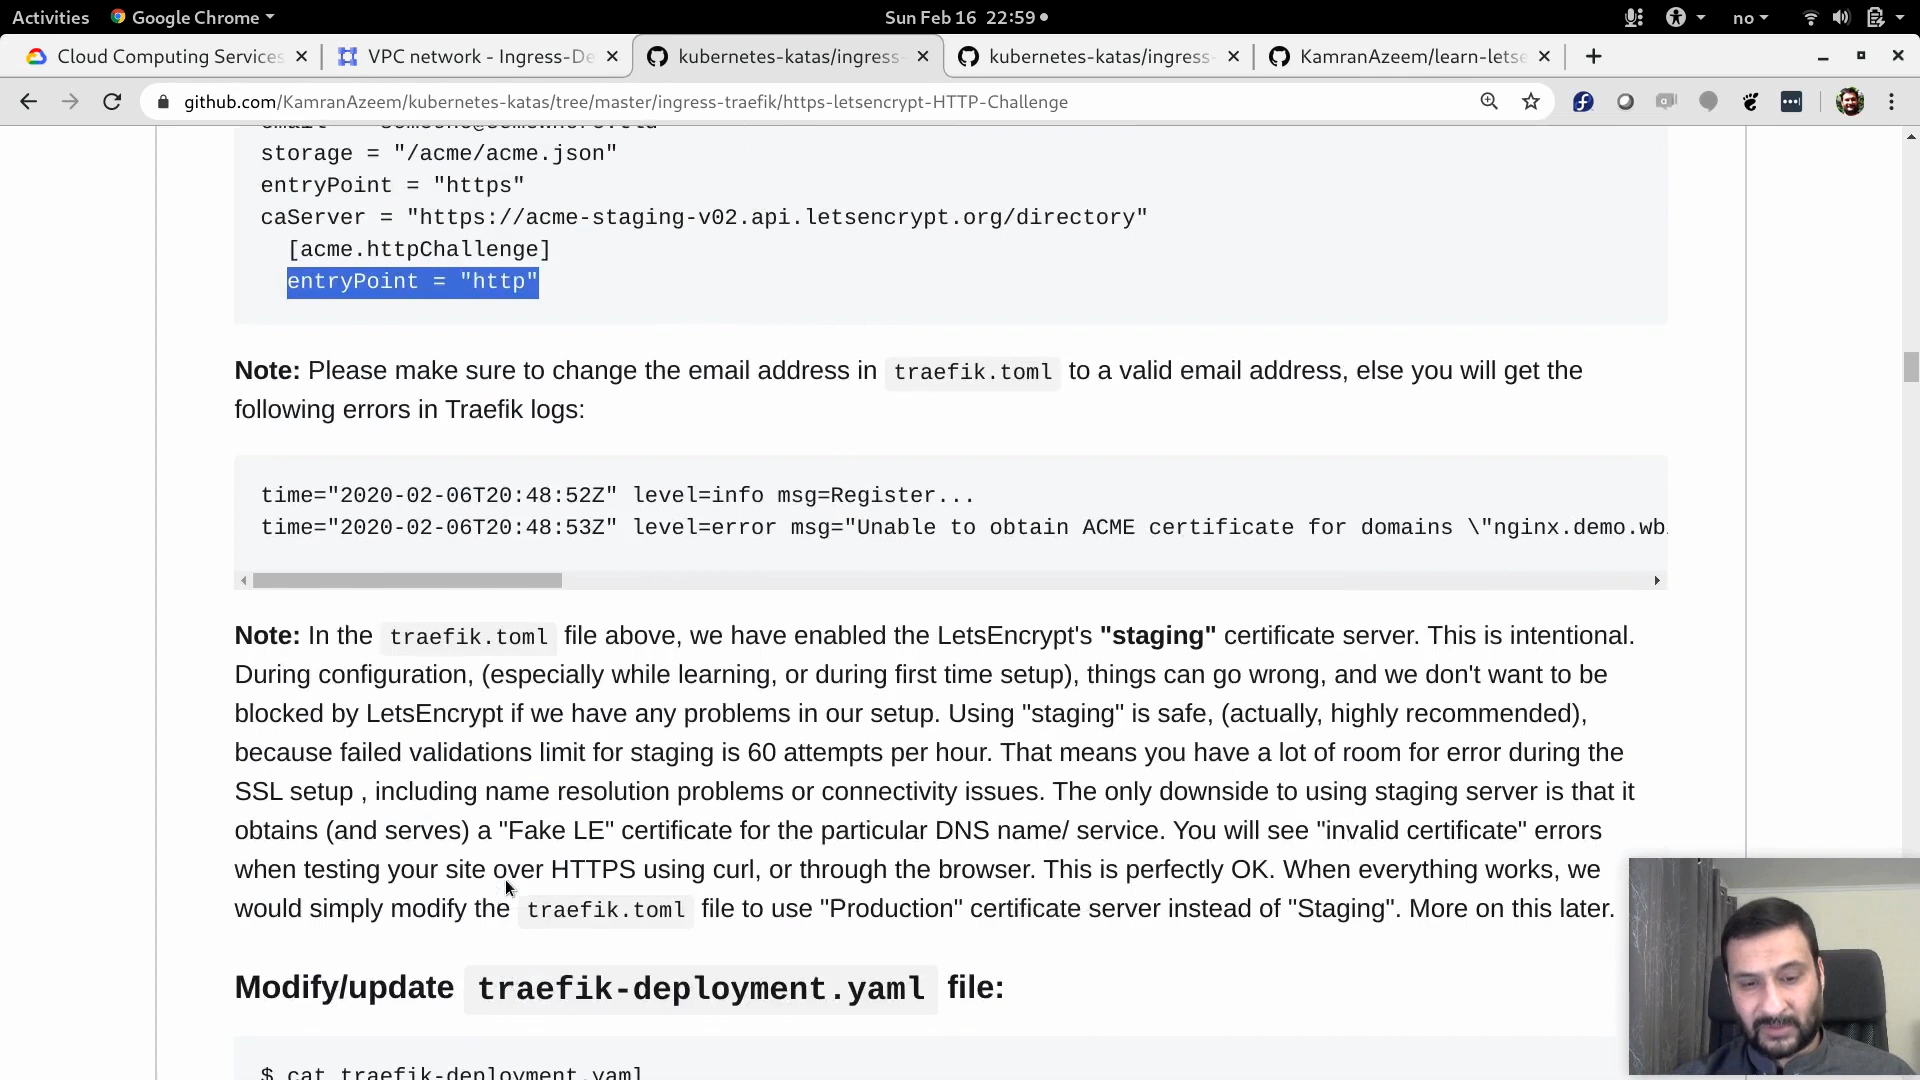 Activities Google Chrome Sun Feb 16 22:59 no
Cloud Computing Services
VPC network - Ingress-De
kubernetes-katas/ingress-
kubernetes-katas/ingress-
KamranAzeem/learn-letse
github.com/KamranAzeem/kubernetes-katas/tree/master/ingress-traefik/https-letsencrypt-HTTP-Challenge
storage = "/acme/acme.json"
entryPoint = "https"
caServer = "https://acme-staging-v02.api.letsencrypt.org/directory"
[acme.httpChallenge]
entryPoint = "http"
Note: Please make sure to change the email address in traefik.toml to a valid email address, else you will get the
following errors in Traefik logs:
time="2020-02-06T20:48:52Z" level=info msg=Register...
time="2020-02-06T20:48:53Z" level=error msg="Unable to obtain ACME certificate for domains \"nginx.demo.wb
Note: In the traefik.toml file above, we have enabled the LetsEncrypt's "staging" certificate server. This is intentional.
During configuration, (especially while learning, or during first time setup), things can go wrong, and we don't want to be
blocked by LetsEncrypt if we have any problems in our setup. Using "staging" is safe, (actually, highly recommended),
because failed validations limit for staging is 60 attempts per hour. That means you have a lot of room for error during the
SSL setup , including name resolution problems or connectivity issues. The only downside to using staging server is that it
obtains (and serves) a "Fake LE" certificate for the particular DNS name/ service. You will see "invalid certificate" errors
when testing your site over HTTPS using curl, or through the browser. This is perfectly OK. When everything works, we
would simply modify the traefik.toml file to use "Production" certificate server instead of "Staging". More on this later.
Modify/update traefik-deployment.yaml file:
$ cat traefik-deployment.yaml